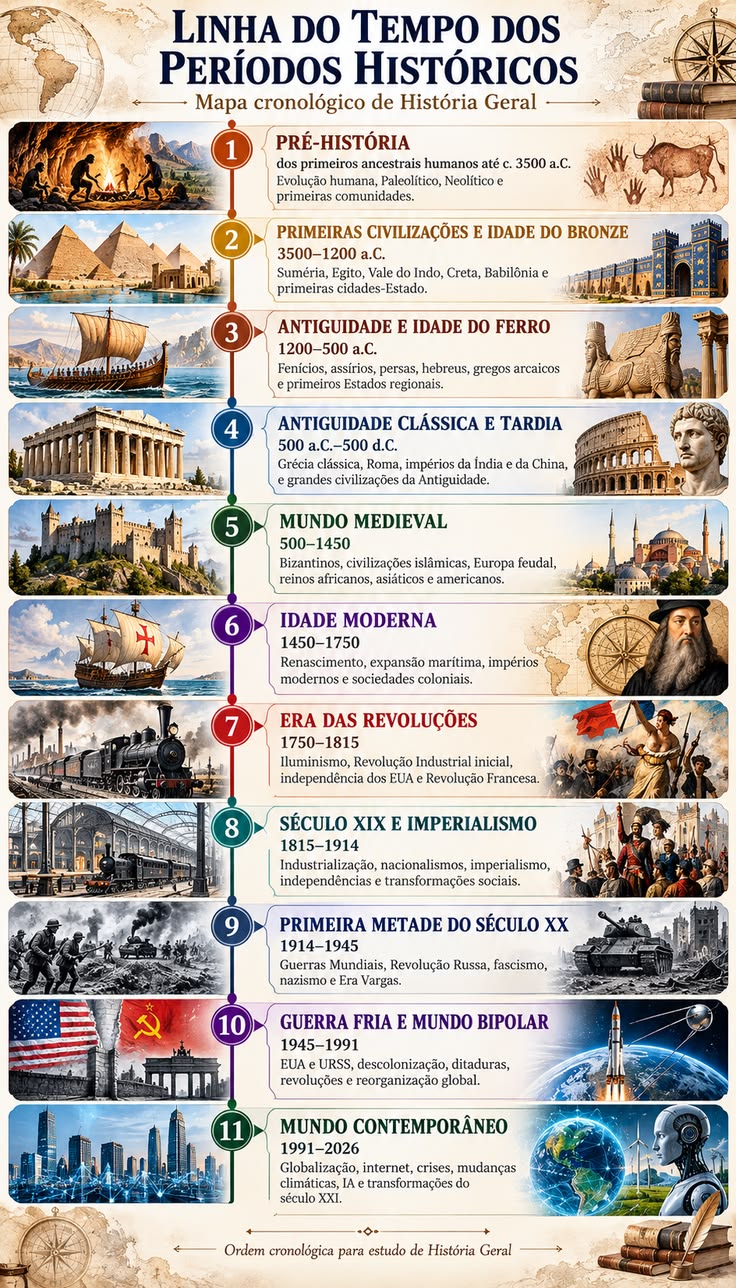 LINHA DO TEMPO DOS
PERÍODOS HISTÓRICOS
Mapa cronológico de História Geral
1
PRÉ-HISTÓRIA
dos primeiros ancestrais humanos até c. 3500 a.C.
Evolução humana, Paleolítico, Neolítico e
primeiras comunidades.
2
PRIMEIRAS CIVILIZAÇÕES E IDADE DO BRONZE
3500–1200 a.C.
Suméria, Egito, Vale do Indo, Creta, Babilônia e
primeiras cidades-Estado.
3
ANTIGUIDADE E IDADE DO FERRO
1200–500 a.C.
Fenícios, assírios, persas, hebreus, gregos arcaicos
e primeiros Estados regionais.
4
ANTIGUIDADE CLÁSSICA E TARDIA
500 a.C.–500 d.C.
Grécia clássica, Roma, impérios da Índia e da China,
e grandes civilizações da Antiguidade.
5
MUNDO MEDIEVAL
500–1450
Bizantinos, civilizações islâmicas, Europa feudal,
reinos africanos, asiáticos e americanos.
6
IDADE MODERNA
1450–1750
Renascimento, expansão marítima, impérios
modernos e sociedades coloniais.
7
ERA DAS REVOLUÇÕES
1750–1815
Iluminismo, Revolução Industrial inicial,
independência dos EUA e Revolução Francesa.
8
SÉCULO XIX E IMPERIALISMO
1815–1914
Industrialização, nacionalismos, imperialismo,
independências e transformações sociais.
9
PRIMEIRA METADE DO SÉCULO XX
1914–1945
Guerras Mundiais, Revolução Russa, fascismo,
nazismo e Era Vargas.
10
GUERRA FRIA E MUNDO BIPOLAR
1945–1991
EUA e URSS, descolonização, ditaduras,
revoluções e reorganização global.
11
MUNDO CONTEMPORÂNEO
1991–2026
Globalização, internet, crises, mudanças
climáticas, IA e transformações do
século XXI.
Ordem cronológica para estudo de História Geral